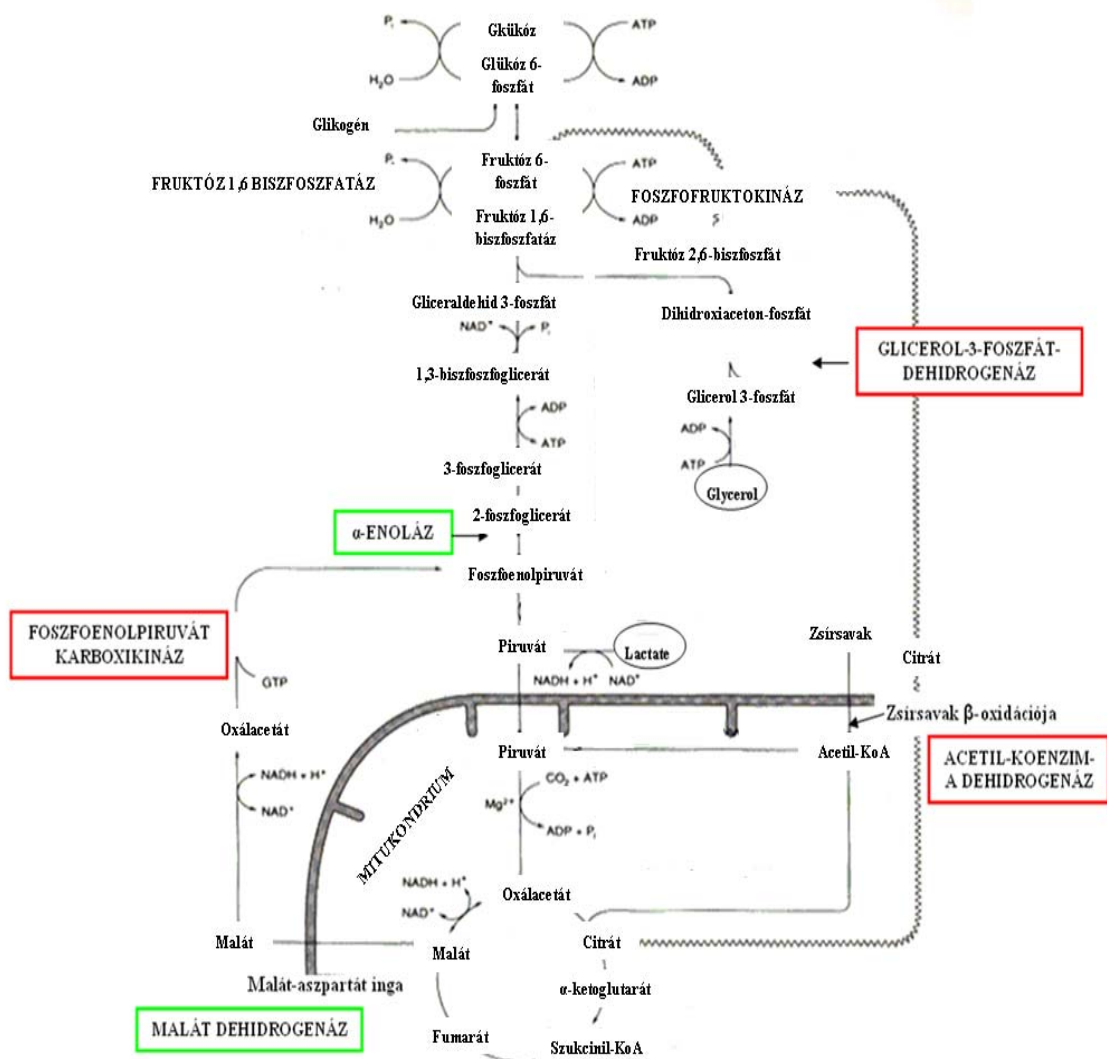 Pi
Gkükóz
ATP
H₂O
Glükóz 6-
foszfát
ADP
Glikogén
P.
Fruktóz 6-
foszfát
ATP
FRUKTÓZ 1,6 BISZFOSZFATÁZ
FOSZFOFRUKTOKINÁZ
H₂O
Fruktóz 1,6-
biszfoszfatáz
ADP
Fruktóz 2,6-biszfoszfát
Gliceraldehid 3-foszfát
Dihidroxiaceton-foszfát
NAD⁺
Pi
GLICEROL-3-FOSZFÁT-
DEHIDROGENÁZ
1,3-biszfoszfoglicerát
Glicerol 3-foszfát
ADP
ATP
ADP
ATP
3-foszfoglicerát
Glycerol
2-foszfoglicerát
α-ENOLÁZ
Foszfoenolpiruvát
FOSZFOENOLPIRUVÁT
KARBOXIKINÁZ
Piruvát
Lactate
Zsírsavak
Citrát
GTP
NADH + H⁺
NAD⁺
Oxálacetát
Zsírsavak β-oxidációja
Piruvát
Acetil-KoA
ACETIL-KOENZIM-
A DEHIDROGENÁZ
NADH + H⁺
NAD⁺
MITUKONDRIUM
CO₂ + ATP
Mg²⁺
ADP + Pi
NADH + H⁺
NAD⁺
Oxálacetát
Malát
Malát
Citrát
Malát-aszpartát inga
α-ketoglutarát
MALÁT DEHIDROGENÁZ
Fumarát
Szukcinil-KoA